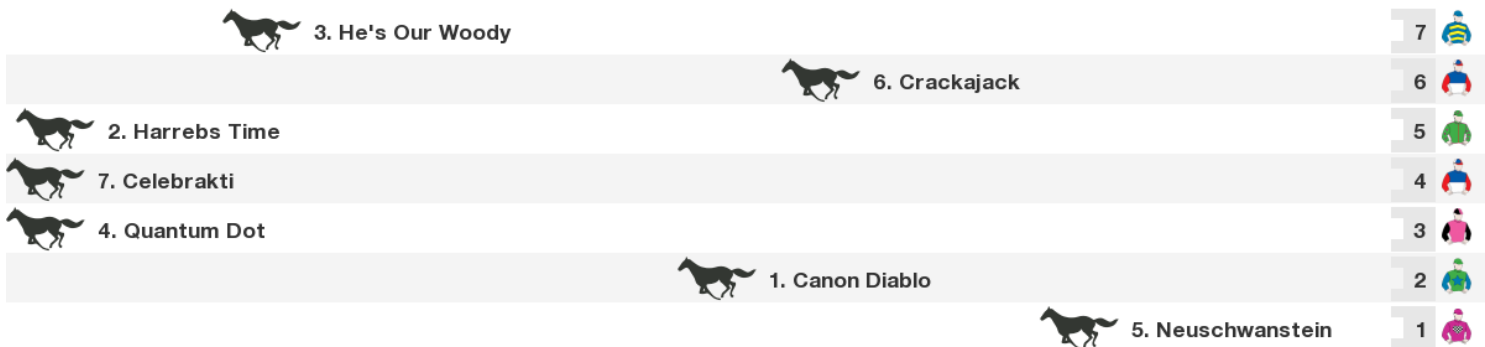 3. He's Our Woody 7
6. Crackajack 6
2. Harrebs Time 5
7. Celebrakti 4
4. Quantum Dot 3
1. Canon Diablo 2
5. Neuschwanstein 1